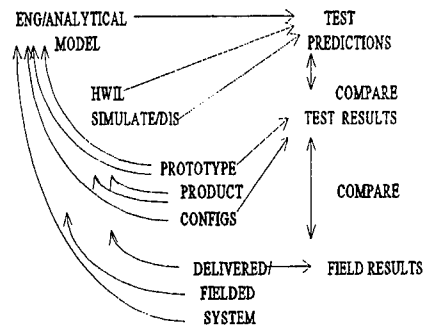 ENG/ANALYTICAL TEST
MODEL PREDICTIONS
HWIL COMPARE
SIMULATE/DIS TEST RESULTS
PROTOTYPE
PRODUCT COMPARE
CONFIGS
DELIVERED/ FIELD RESULTS
FIELDED
SYSTEM